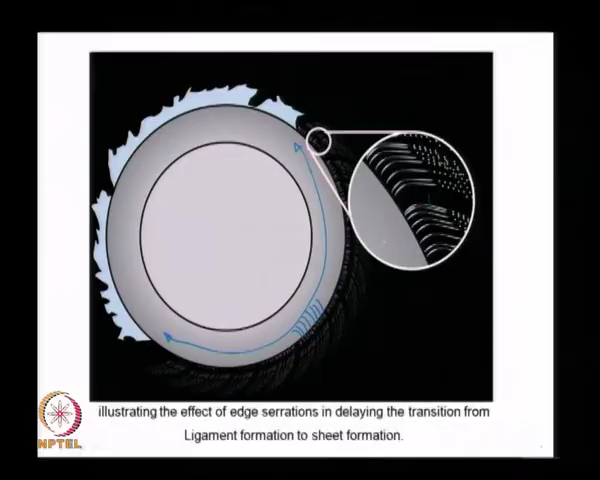 illustrating the effect of edge serrations in delaying the transition from
Ligament formation to sheet formation.
NPTEL